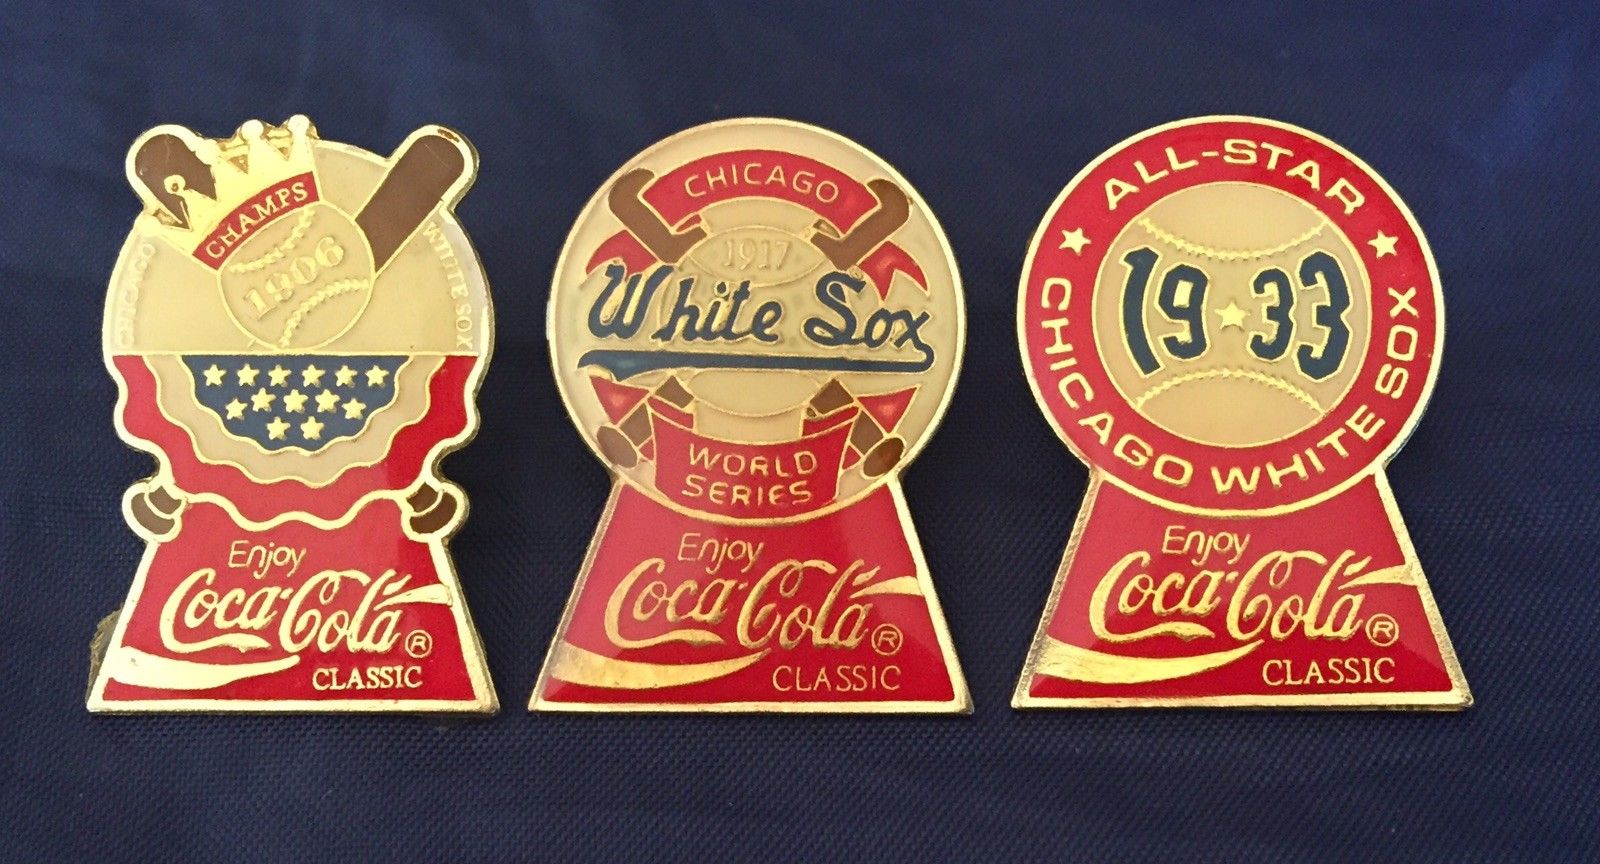 CHAMPS
1906
CHICAGO
WHITE SOX
Enjoy
Coca-Cola®
CLASSIC
CHICAGO
1917
White Sox
WORLD
SERIES
Enjoy
Coca-Cola®
CLASSIC
ALL-STAR
19★33
★ CHICAGO WHITE SOX ★
Enjoy
Coca-Cola®
CLASSIC